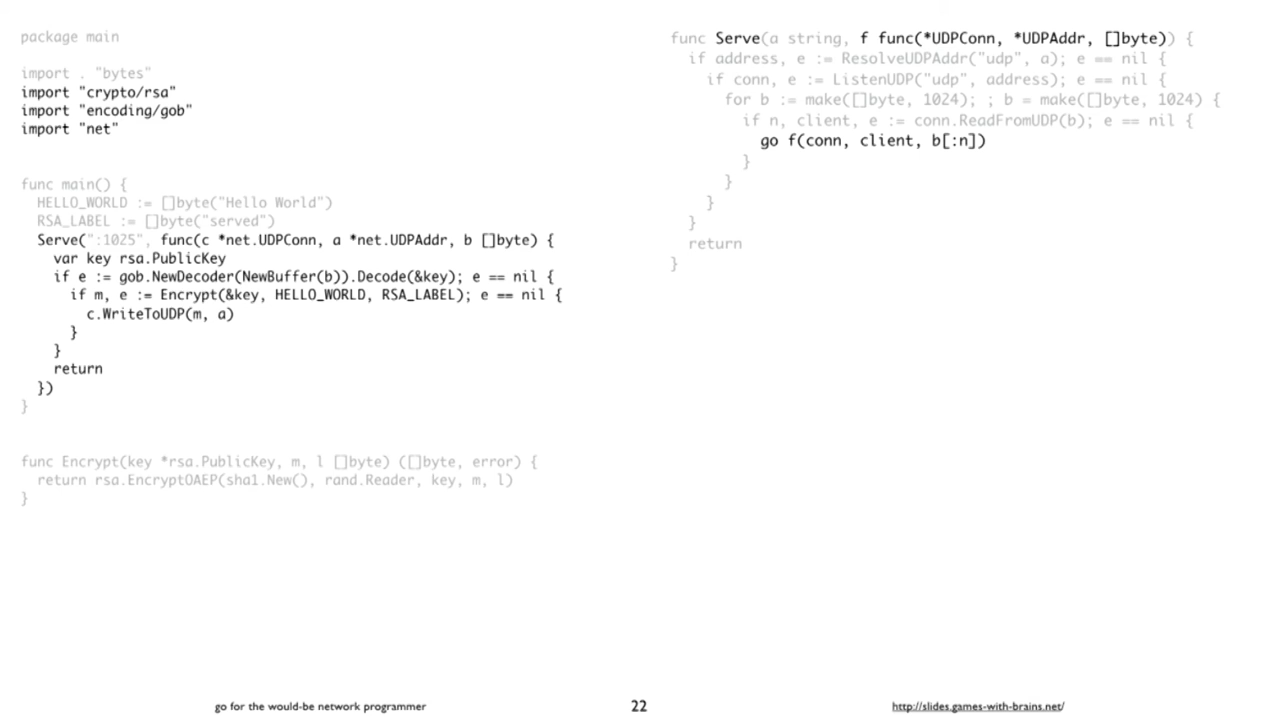 package main
import . "bytes"
import "crypto/rsa"
import "encoding/gob"
import "net"
func main() {
HELLO_WORLD := []byte("Hello World")
RSA_LABEL := []byte("served")
Serve(":1025", func(c *net.UDPConn, a *net.UDPAddr, b []byte) {
var key rsa.PublicKey
if e := gob.NewDecoder(NewBuffer(b)).Decode(&key); e == nil {
if m, e := Encrypt(&key, HELLO_WORLD, RSA_LABEL); e == nil {
c.WriteToUDP(m, a)
}
}
return
})
}
func Encrypt(key *rsa.PublicKey, m, l []byte) ([]byte, error) {
return rsa.EncryptOAEP(sha1.New(), rand.Reader, key, m, l)
}
func Serve(a string, f func(*UDPConn, *UDPAddr, []byte)) {
if address, e := ResolveUDPAddr("udp", a); e == nil {
if conn, e := ListenUDP("udp", address); e == nil {
for b := make([]byte, 1024); ; b = make([]byte, 1024) {
if n, client, e := conn.ReadFromUDP(b); e == nil {
go f(conn, client, b[:n])
}
}
}
}
return
}
go for the would-be network programmer
22
http://slides.games-with-brains.net/